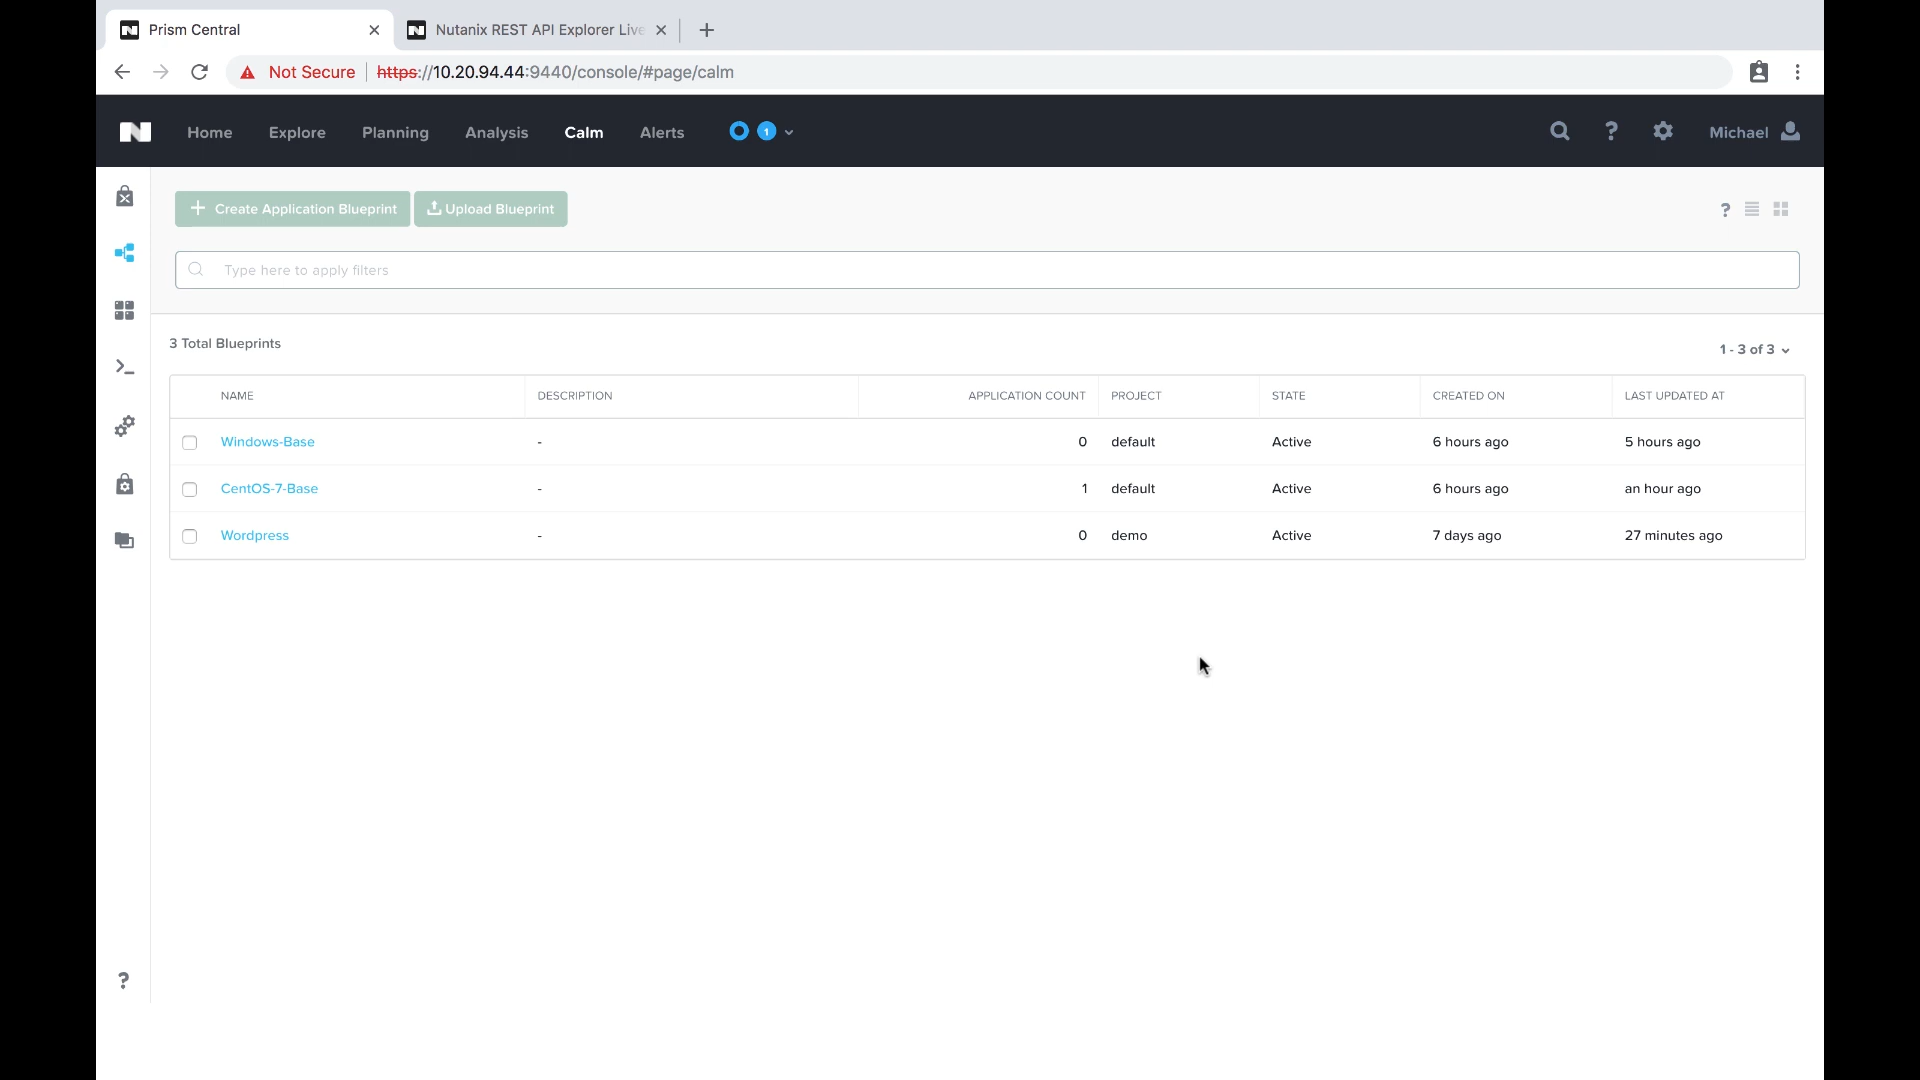 Prism Central
Nutanix REST API Explorer Live
Not Secure https://10.20.94.44:9440/console/#page/calm
Home Explore Planning Analysis Calm Alerts 1 ? Michael
+ Create Application Blueprint Upload Blueprint ?
Type here to apply filters
3 Total Blueprints
1 - 3 of 3
NAME DESCRIPTION APPLICATION COUNT PROJECT STATE CREATED ON LAST UPDATED AT
Windows-Base - 0 default Active 6 hours ago 5 hours ago
CentOS-7-Base - 1 default Active 6 hours ago an hour ago
Wordpress - 0 demo Active 7 days ago 27 minutes ago
?